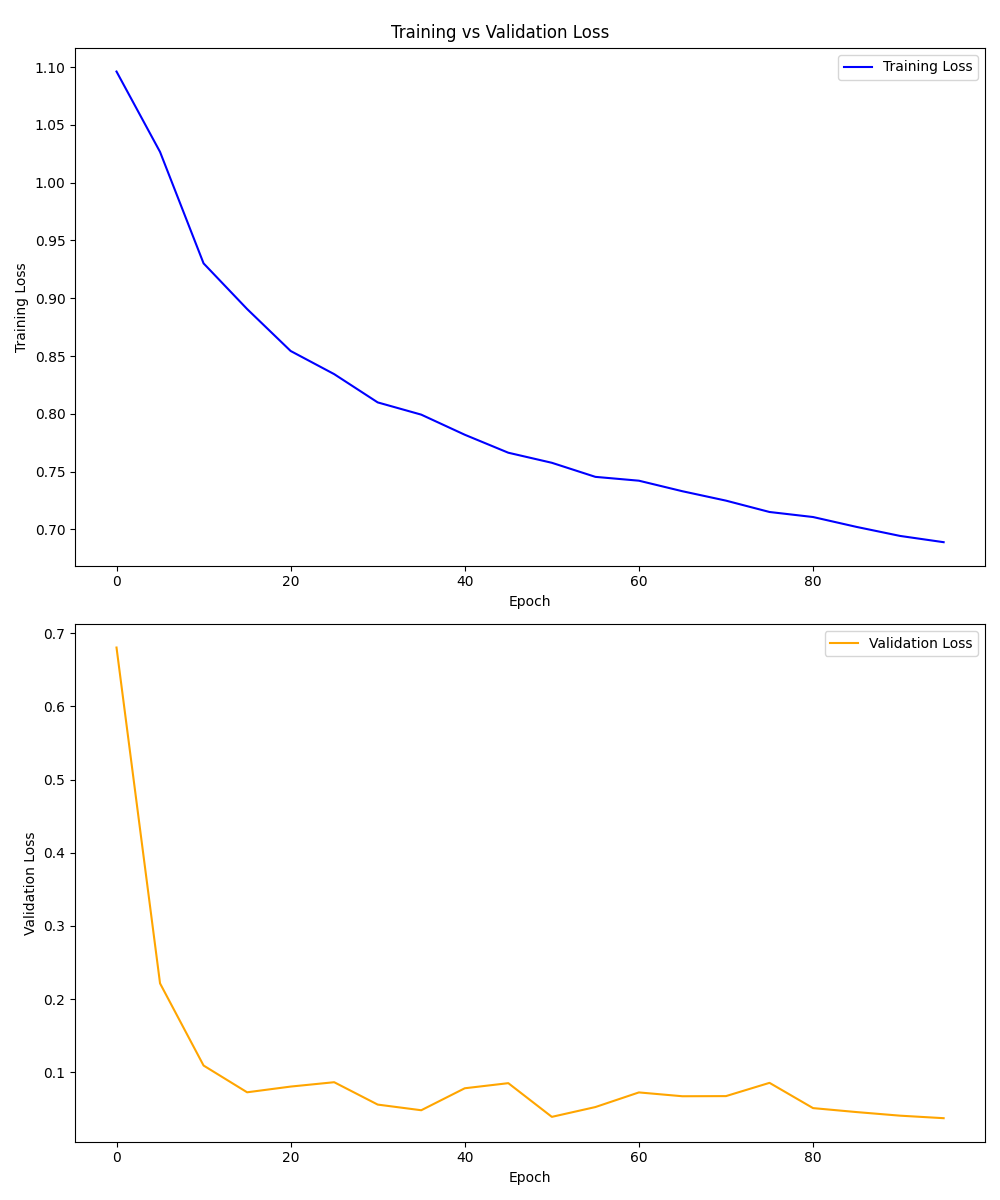 Training vs Validation Loss
Training Loss
1.10
1.05
1.00
0.95
0.90
0.85
0.80
0.75
0.70
Training Loss
0 20 40 60 80
Epoch
Validation Loss
0.7
0.6
0.5
0.4
0.3
0.2
0.1
Validation Loss
0 20 40 60 80
Epoch